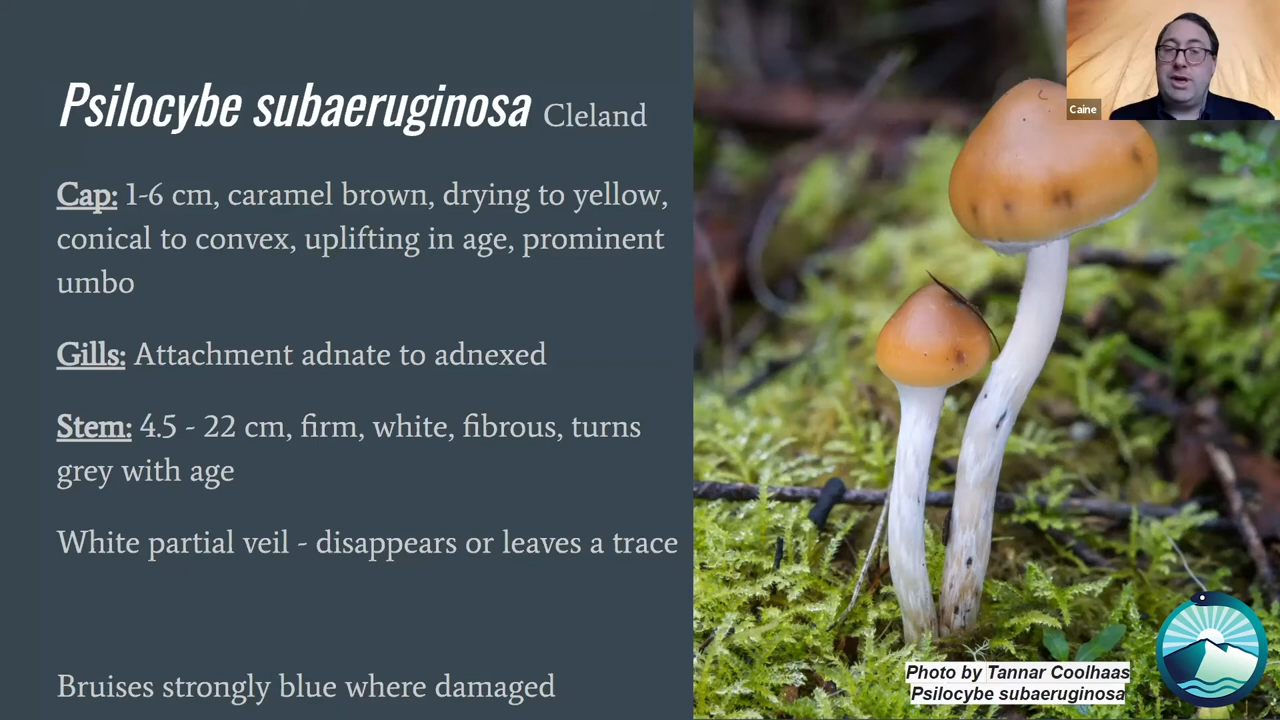 Psilocybe subaeruginosa Cleland
Cap: 1-6 cm, caramel brown, drying to yellow,
conical to convex, uplifting in age, prominent
umbo
Gills: Attachment adnate to adnexed
Stem: 4.5 - 22 cm, firm, white, fibrous, turns
grey with age
White partial veil - disappears or leaves a trace
Bruises strongly blue where damaged
Caine
Photo by Tannar Coolhaas
Psilocybe subaeruginosa